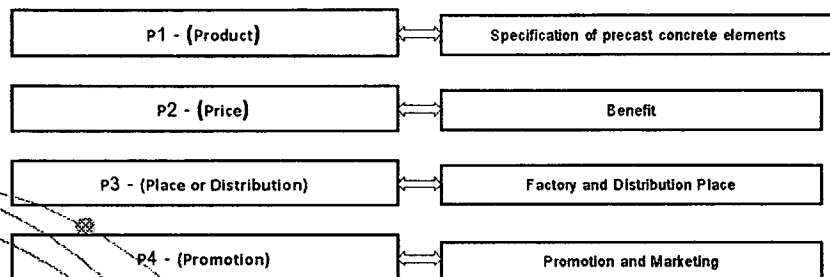 P1 - (Product)
Specification of precast concrete elements
P2 - (Price)
Benefit
P3 - (Place or Distribution)
Factory and Distribution Place
P4 - (Promotion)
Promotion and Marketing